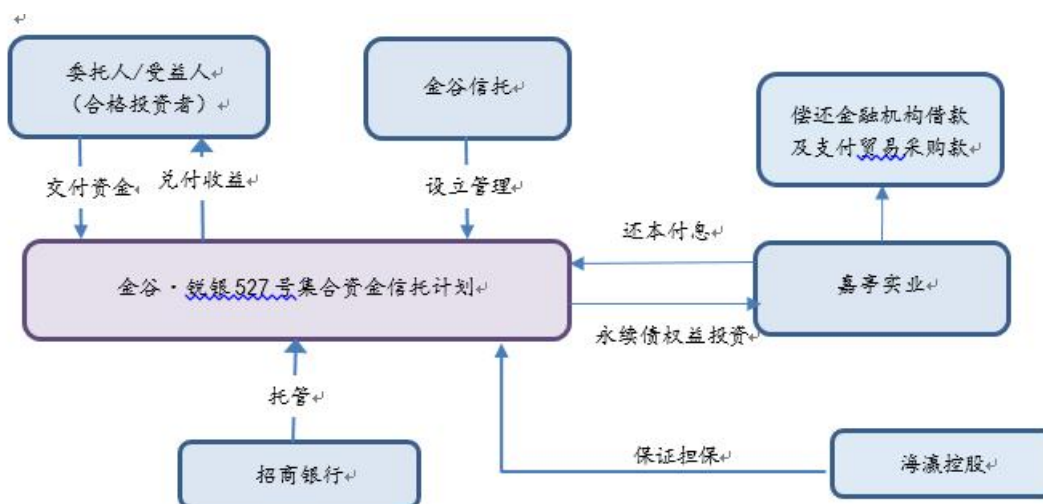 委托人/受益人
（合格投资者）
金谷信托
偿还金融机构借款
及支付贸易采购款
交付资金
兑付收益
设立管理
还本付息
金谷·锐银527号集合资金信托计划
嘉亭实业
永续债权益投资
托管
保证担保
招商银行
海瀛控股